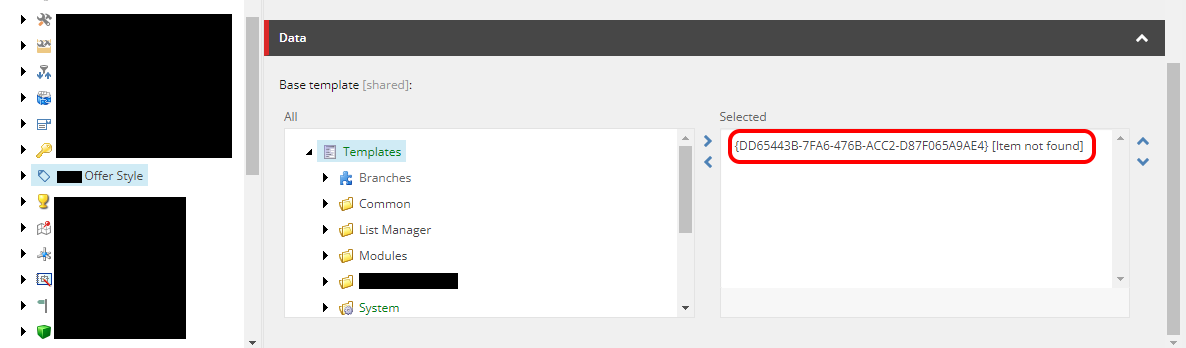 Offer Style
Data
Base template [shared]:
All
Templates
Branches
Common
List Manager
Modules
System
Selected
{DD65443B-7FA6-476B-ACC2-D87F065A9AE4} [Item not found]